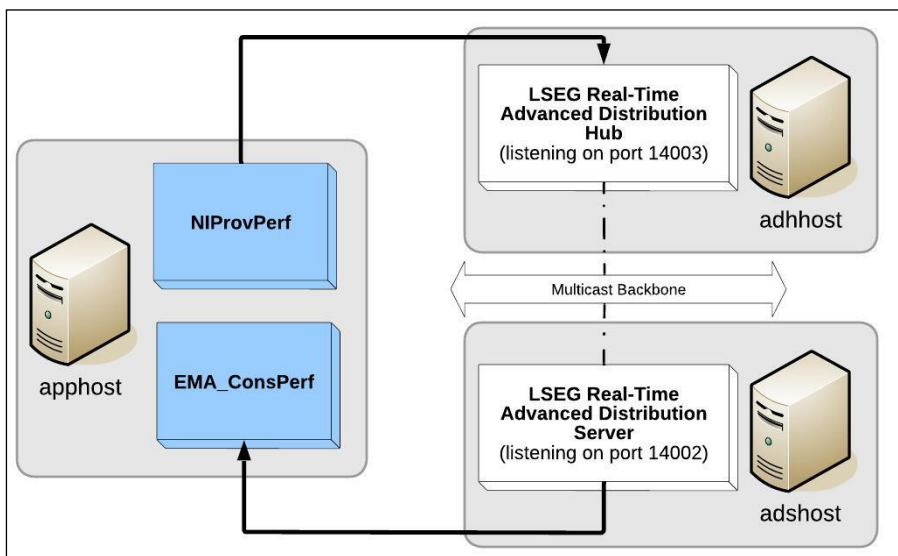 LSEG Real-Time
Advanced Distribution
Hub
(listening on port 14003)
adhhost
NIProvPerf
Multicast Backbone
EMA_ConsPerf
apphost
LSEG Real-Time
Advanced Distribution
Server
(listening on port 14002)
adshost